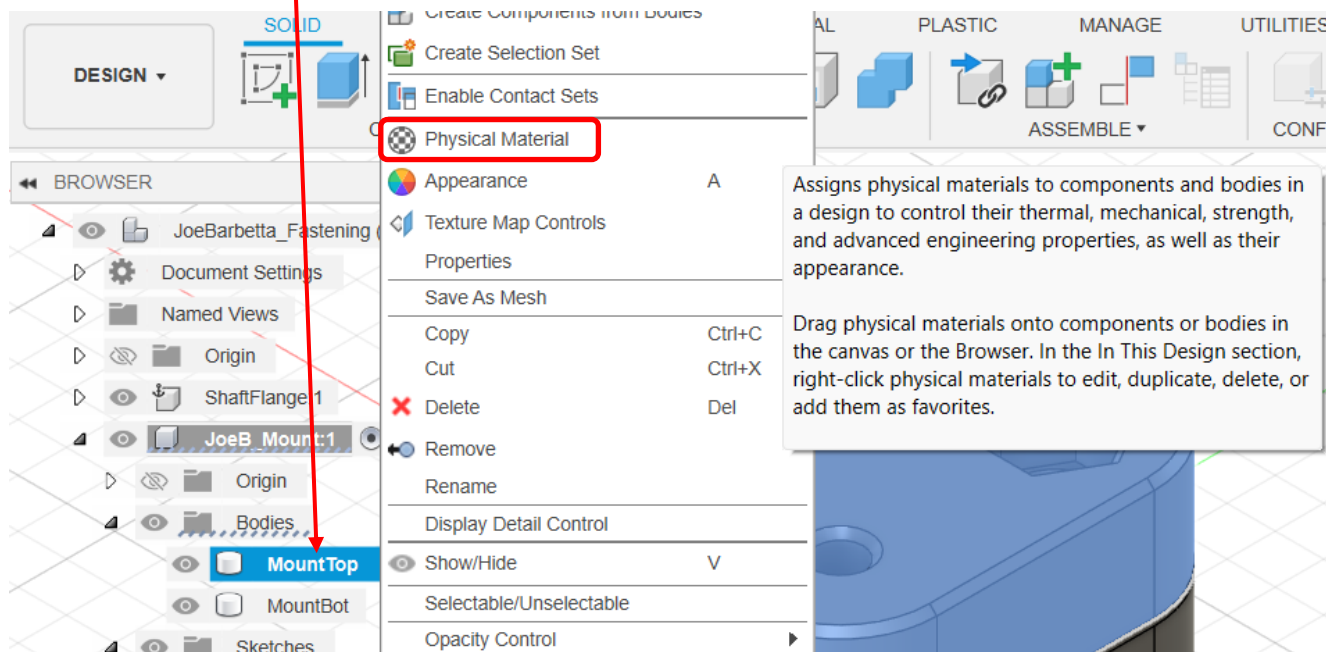 SOLID
PLASTIC
MANAGE
UTILITIES
DESIGN
ASSEMBLE
CONF
BROWSER
JoeBarbetta_Fastening (
Document Settings
Named Views
Origin
ShaftFlange:1
JoeB_Mount:1
Origin
Bodies
MountTop
MountBot
Sketches
Create Components from Bodies
Create Selection Set
Enable Contact Sets
Physical Material
Appearance A
Texture Map Controls
Properties
Save As Mesh
Copy Ctrl+C
Cut Ctrl+X
Delete Del
Remove
Rename
Display Detail Control
Show/Hide V
Selectable/Unselectable
Opacity Control
Assigns physical materials to components and bodies in
a design to control their thermal, mechanical, strength,
and advanced engineering properties, as well as their
appearance.
Drag physical materials onto components or bodies in
the canvas or the Browser. In the In This Design section,
right-click physical materials to edit, duplicate, delete, or
add them as favorites.